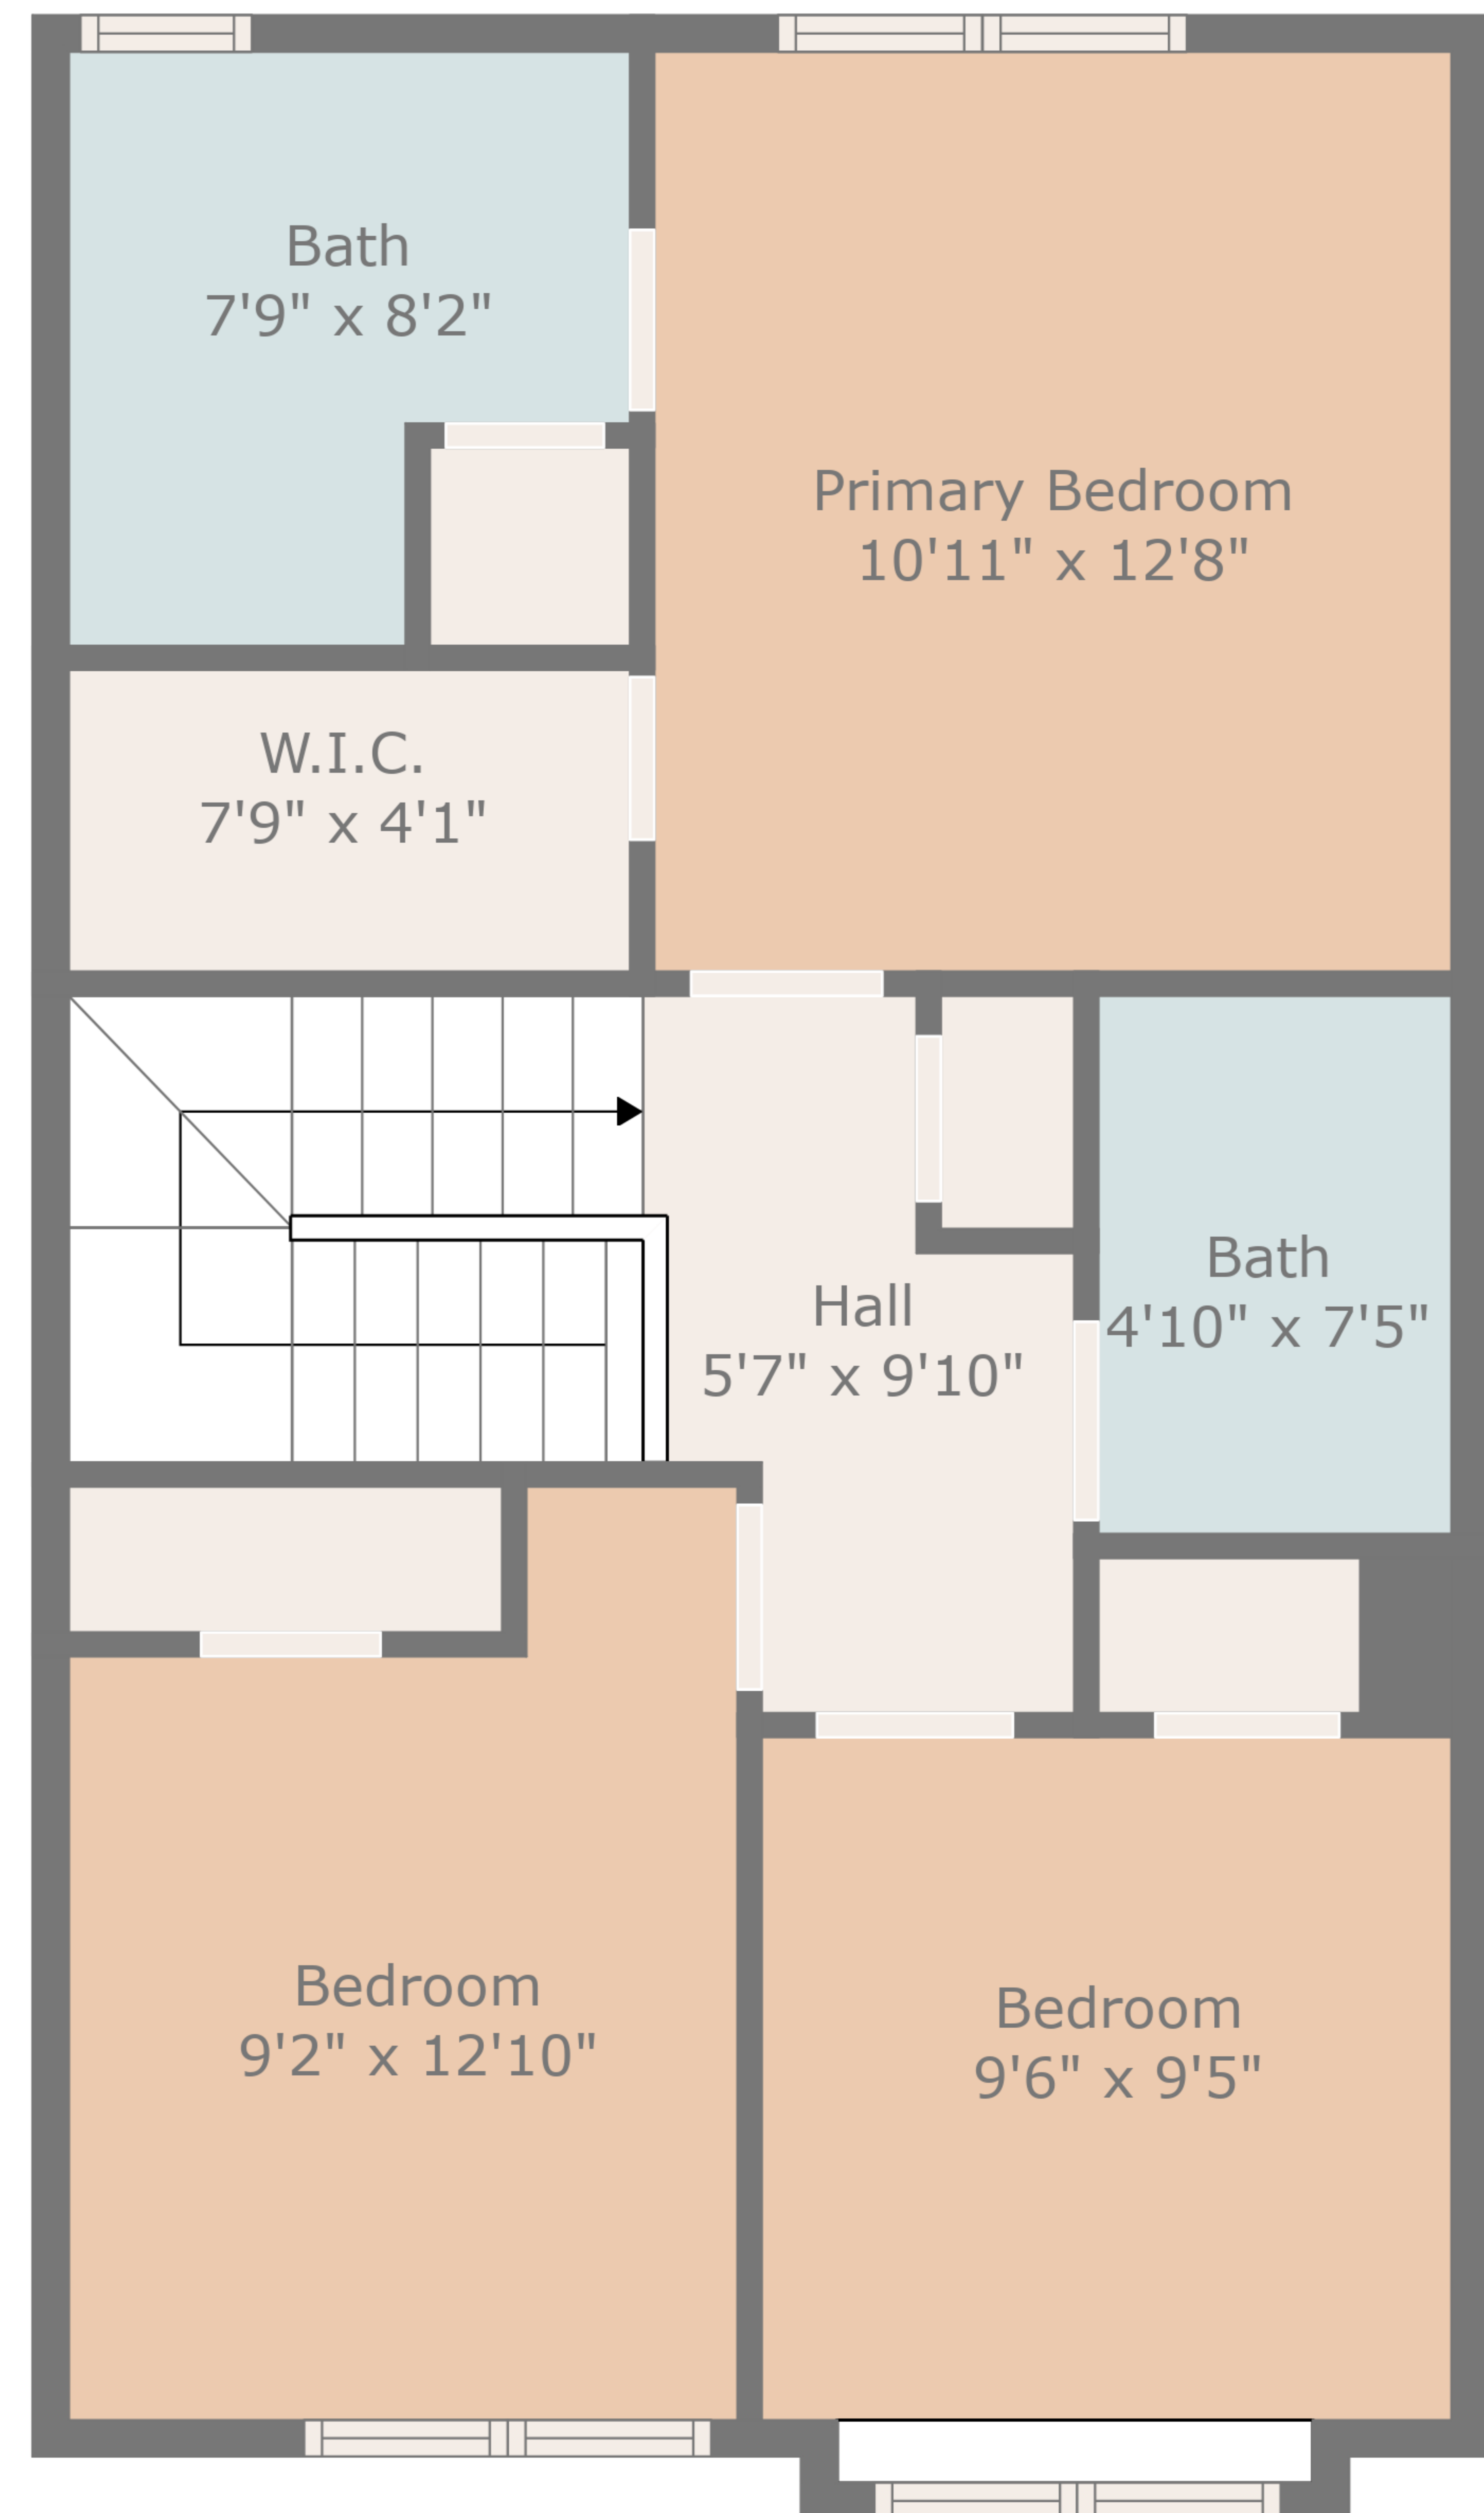 Bath
7'9" x 8'2"
Primary Bedroom
10'11" x 12'8"
W.I.C.
7'9" x 4'1"
Bath
4'10" x 7'5"
Hall
5'7" x 9'10"
Bedroom
9'2" x 12'10"
Bedroom
9'6" x 9'5"